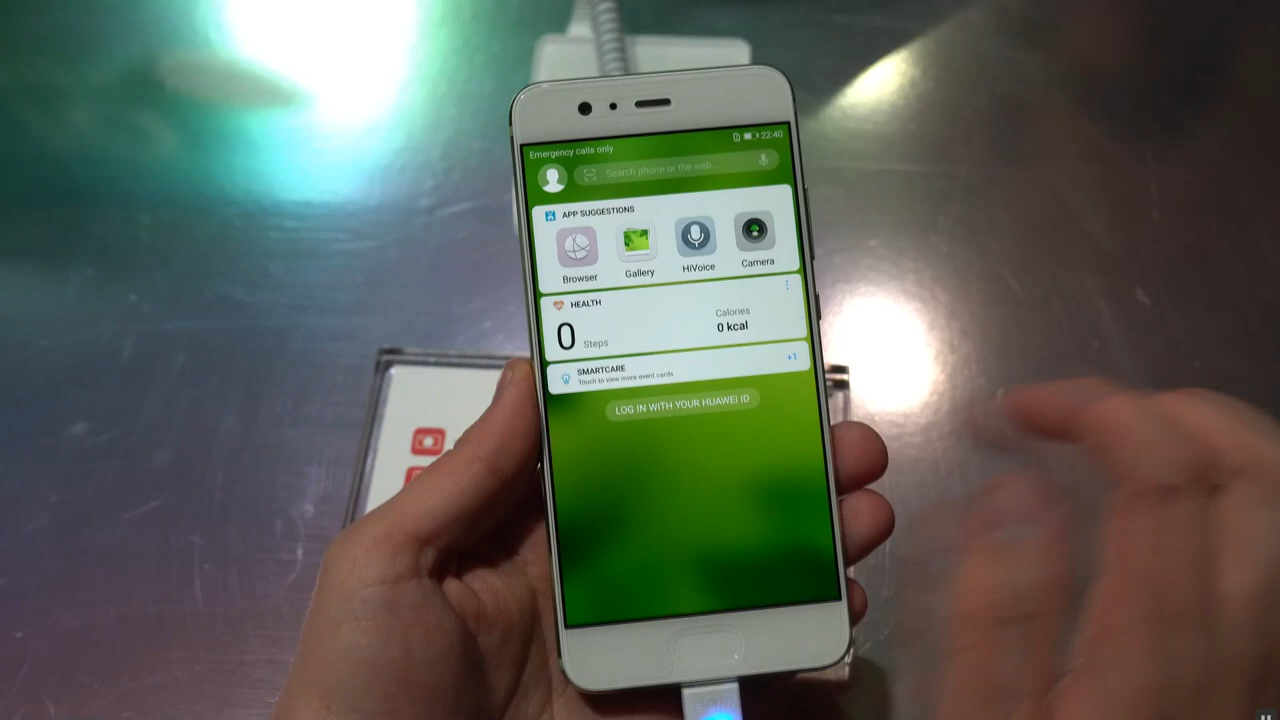 Emergency calls only
22:40
Search phone or the web...
APP SUGGESTIONS
Browser
Gallery
HiVoice
Camera
HEALTH
0 Steps
Calories
0 kcal
SMARTCARE
+1
Touch to view more event cards
LOG IN WITH YOUR HUAWEI ID